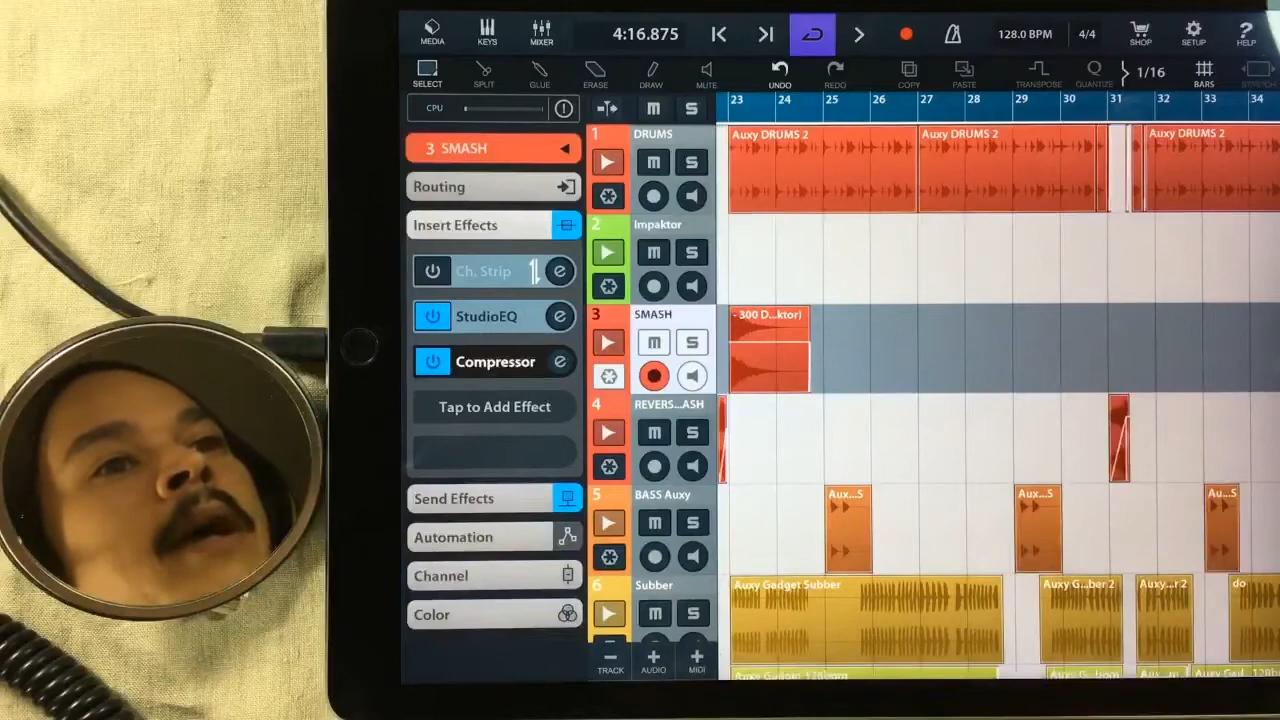 MEDIA
KEYS
MIXER
4:16.875
128.0 BPM
4/4
SHOP
SETUP
HELP
SELECT
SPLIT
GLUE
ERASE
DRAW
MUTE
UNDO
REDO
COPY
PASTE
TRANSPOSE
QUANTIZE
1/16
BARS
STRETCH
CPU
m S
23 24 25 26 27 28 29 30 31 32 33 34
3 SMASH
Routing
Insert Effects
Ch. Strip
e
StudioEQ
e
Compressor
e
Tap to Add Effect
Send Effects
Automation
Channel
Color
1 DRUMS
m S
Auxy DRUMS 2
Auxy DRUMS 2
Auxy DRUMS 2
2 Impaktor
m S
3 SMASH
m S
- 300 D...ktor)
4 REVERS...ASH
m S
5 BASS Auxy
m S
Aux...S
Aux...S
Au...S
6 Subber
m S
Auxy Gadget Subber
Auxy G...ber 2
Auxy...r 2
do
TRACK
AUDIO
MIDI